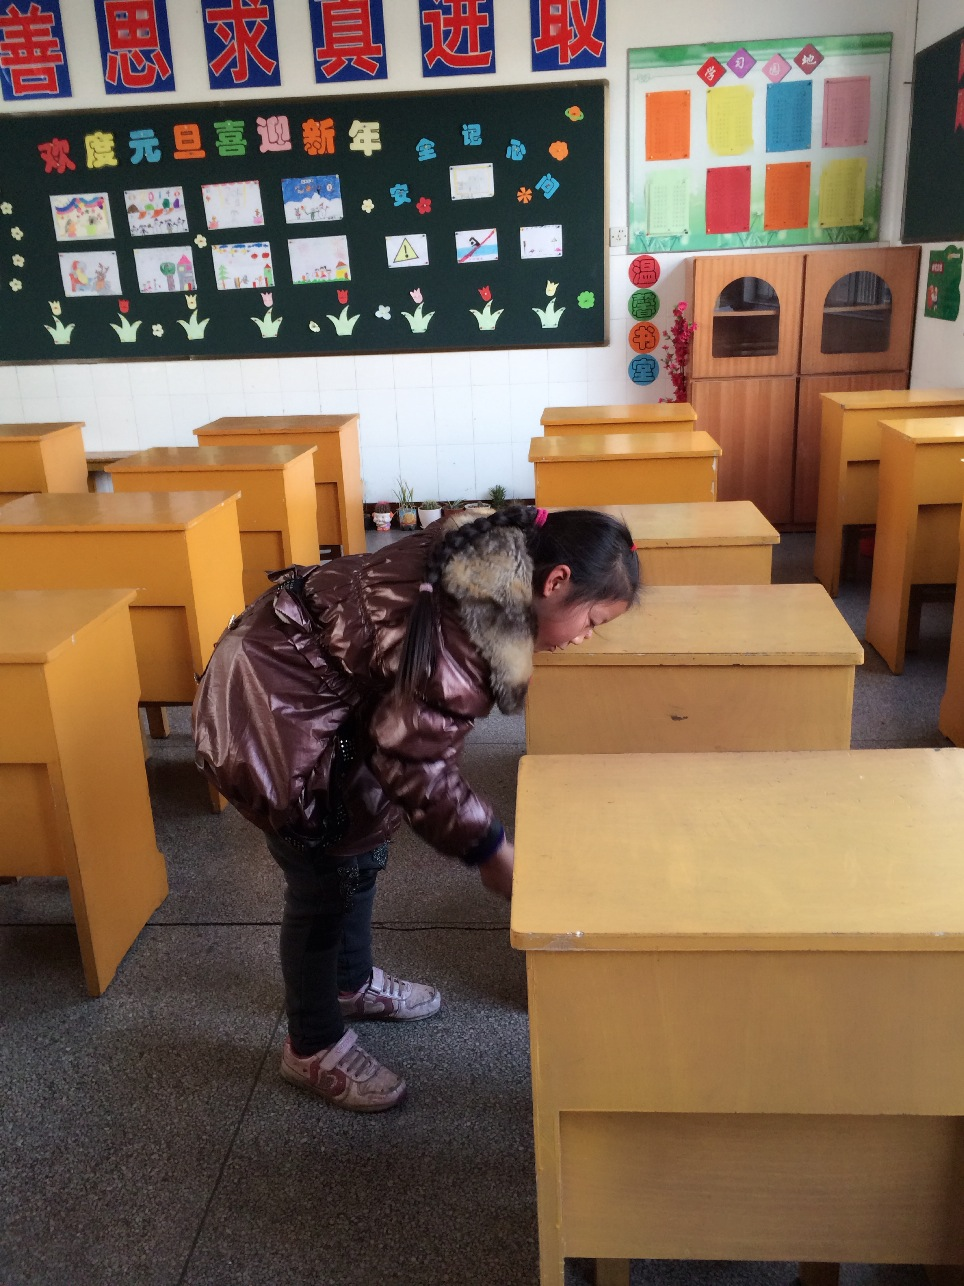 善思求真进取
学习园地
欢度元旦喜迎新年
安全记心间
温馨书室